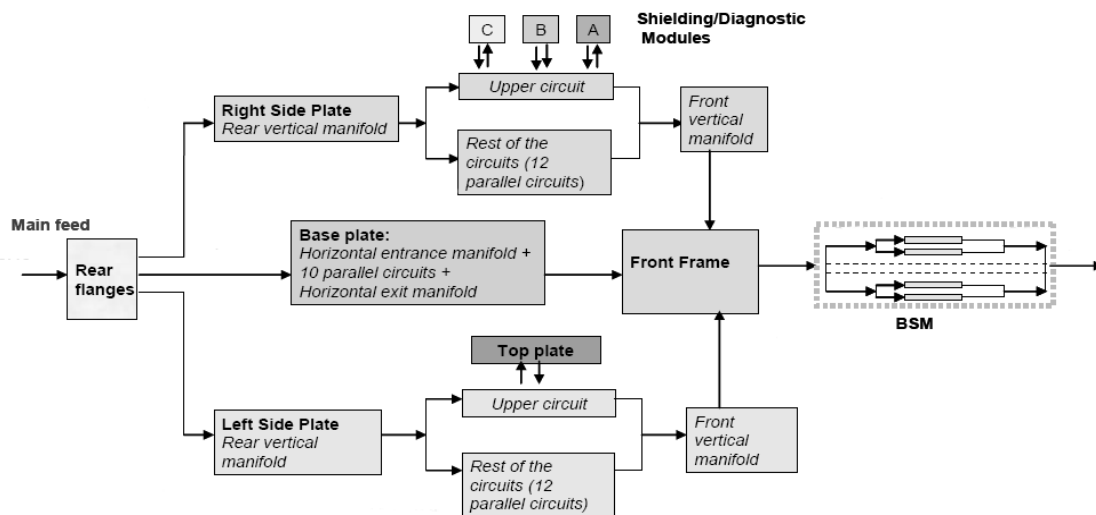 Shielding/Diagnostic
Modules
C
B
A
Upper circuit
Right Side Plate
Rear vertical manifold
Front
vertical
manifold
Rest of the
circuits (12
parallel circuits)
Main feed
Rear
flanges
Base plate:
Horizontal entrance manifold +
10 parallel circuits +
Horizontal exit manifold
Front Frame
BSM
Top plate
Upper circuit
Left Side Plate
Rear vertical
manifold
Front
vertical
manifold
Rest of the
circuits (12
parallel circuits)